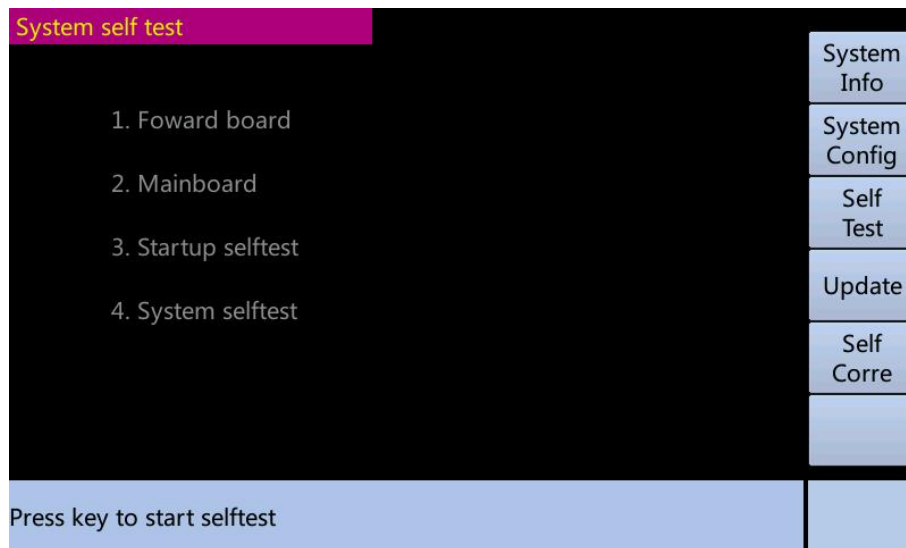 System self test
1. Foward board
2. Mainboard
3. Startup selftest
4. System selftest
System
Info
System
Config
Self
Test
Update
Self
Corre
Press key to start selftest